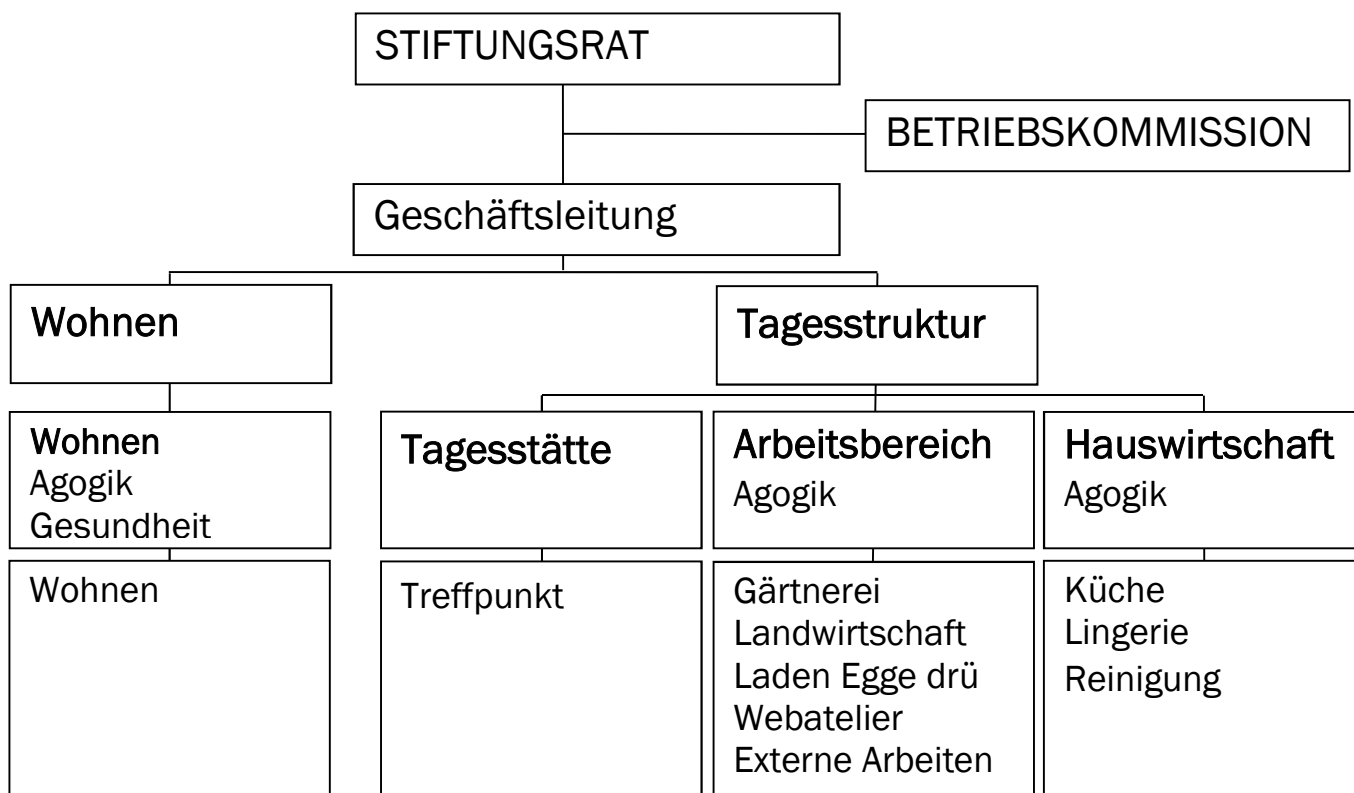 STIFTUNGSRAT
BETRIEBSKOMMISSION
Geschäftsleitung
Wohnen
Tagesstruktur
Wohnen
Agogik
Gesundheit
Tagesstätte
Arbeitsbereich
Agogik
Hauswirtschaft
Agogik
Wohnen
Treffpunkt
Gärtnerei
Landwirtschaft
Laden Egge drü
Webatelier
Externe Arbeiten
Küche
Lingerie
Reinigung